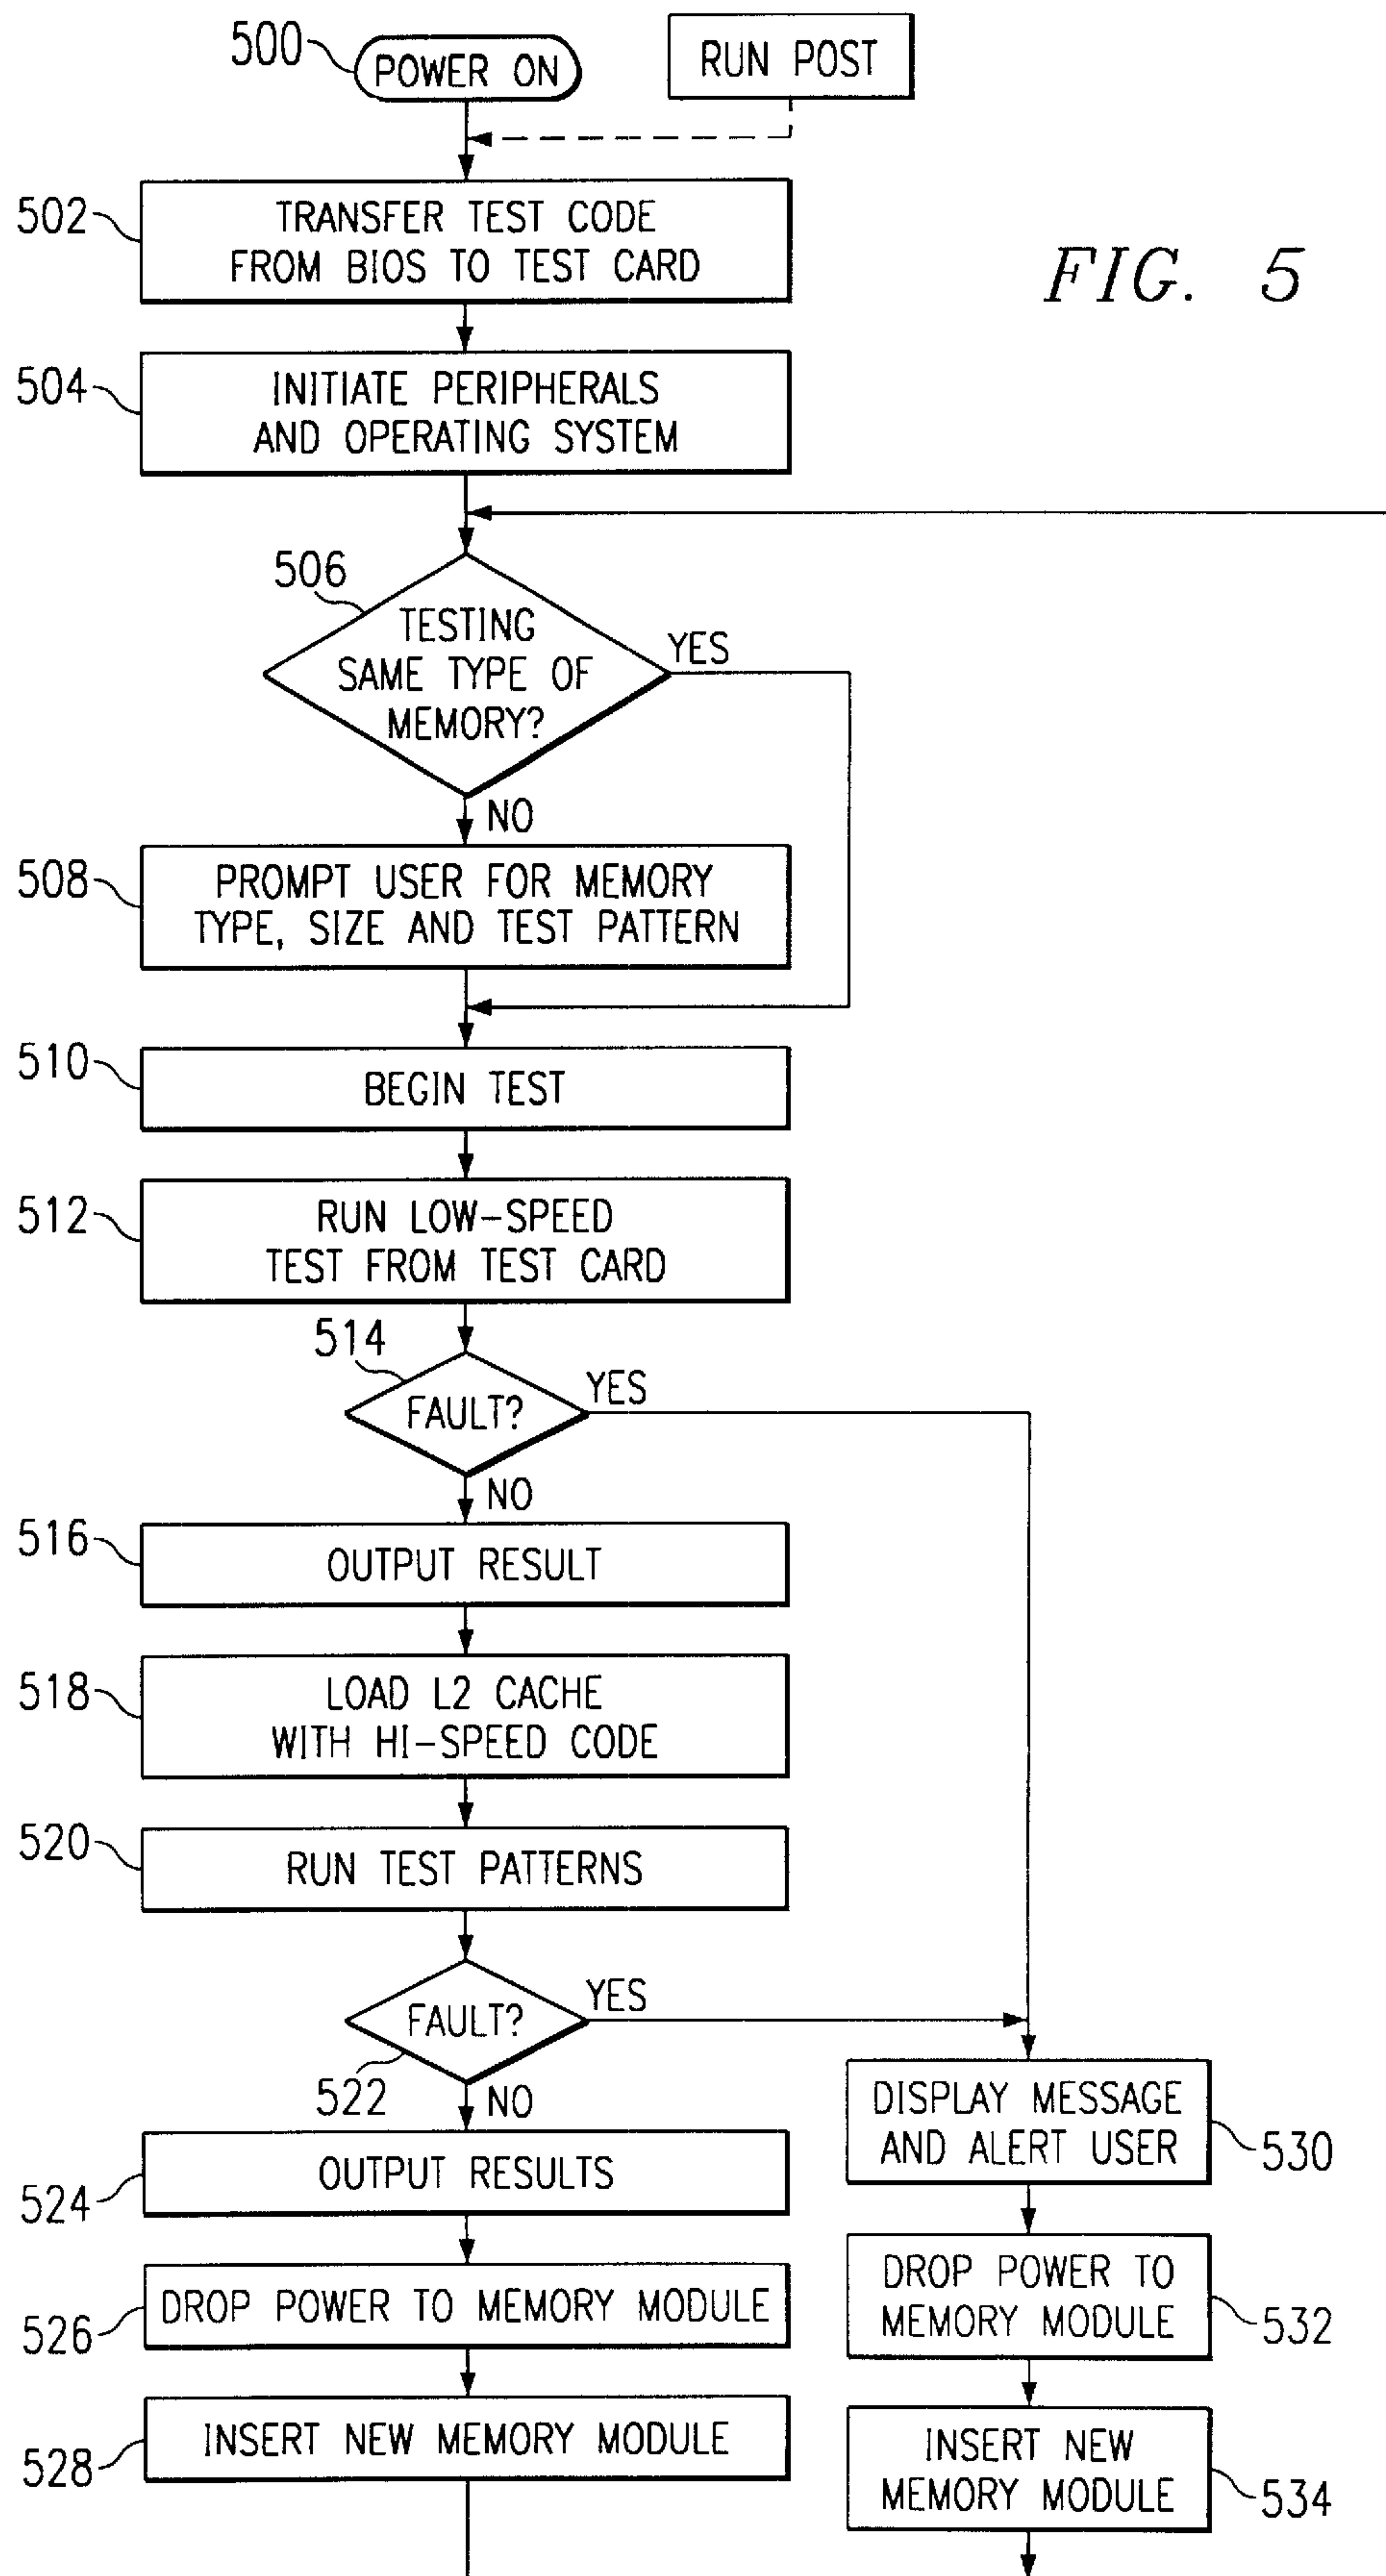 500
POWER ON
RUN POST
502
TRANSFER TEST CODE
FROM BIOS TO TEST CARD
FIG. 5
504
INITIATE PERIPHERALS
AND OPERATING SYSTEM
506
TESTING
SAME TYPE OF
MEMORY?
YES
NO
508
PROMPT USER FOR MEMORY
TYPE, SIZE AND TEST PATTERN
510
BEGIN TEST
512
RUN LOW-SPEED
TEST FROM TEST CARD
514
FAULT?
YES
NO
516
OUTPUT RESULT
518
LOAD L2 CACHE
WITH HI-SPEED CODE
520
RUN TEST PATTERNS
FAULT?
YES
522
NO
DISPLAY MESSAGE
AND ALERT USER
530
524
OUTPUT RESULTS
526
DROP POWER TO MEMORY MODULE
DROP POWER TO
MEMORY MODULE
532
528
INSERT NEW MEMORY MODULE
INSERT NEW
MEMORY MODULE
534